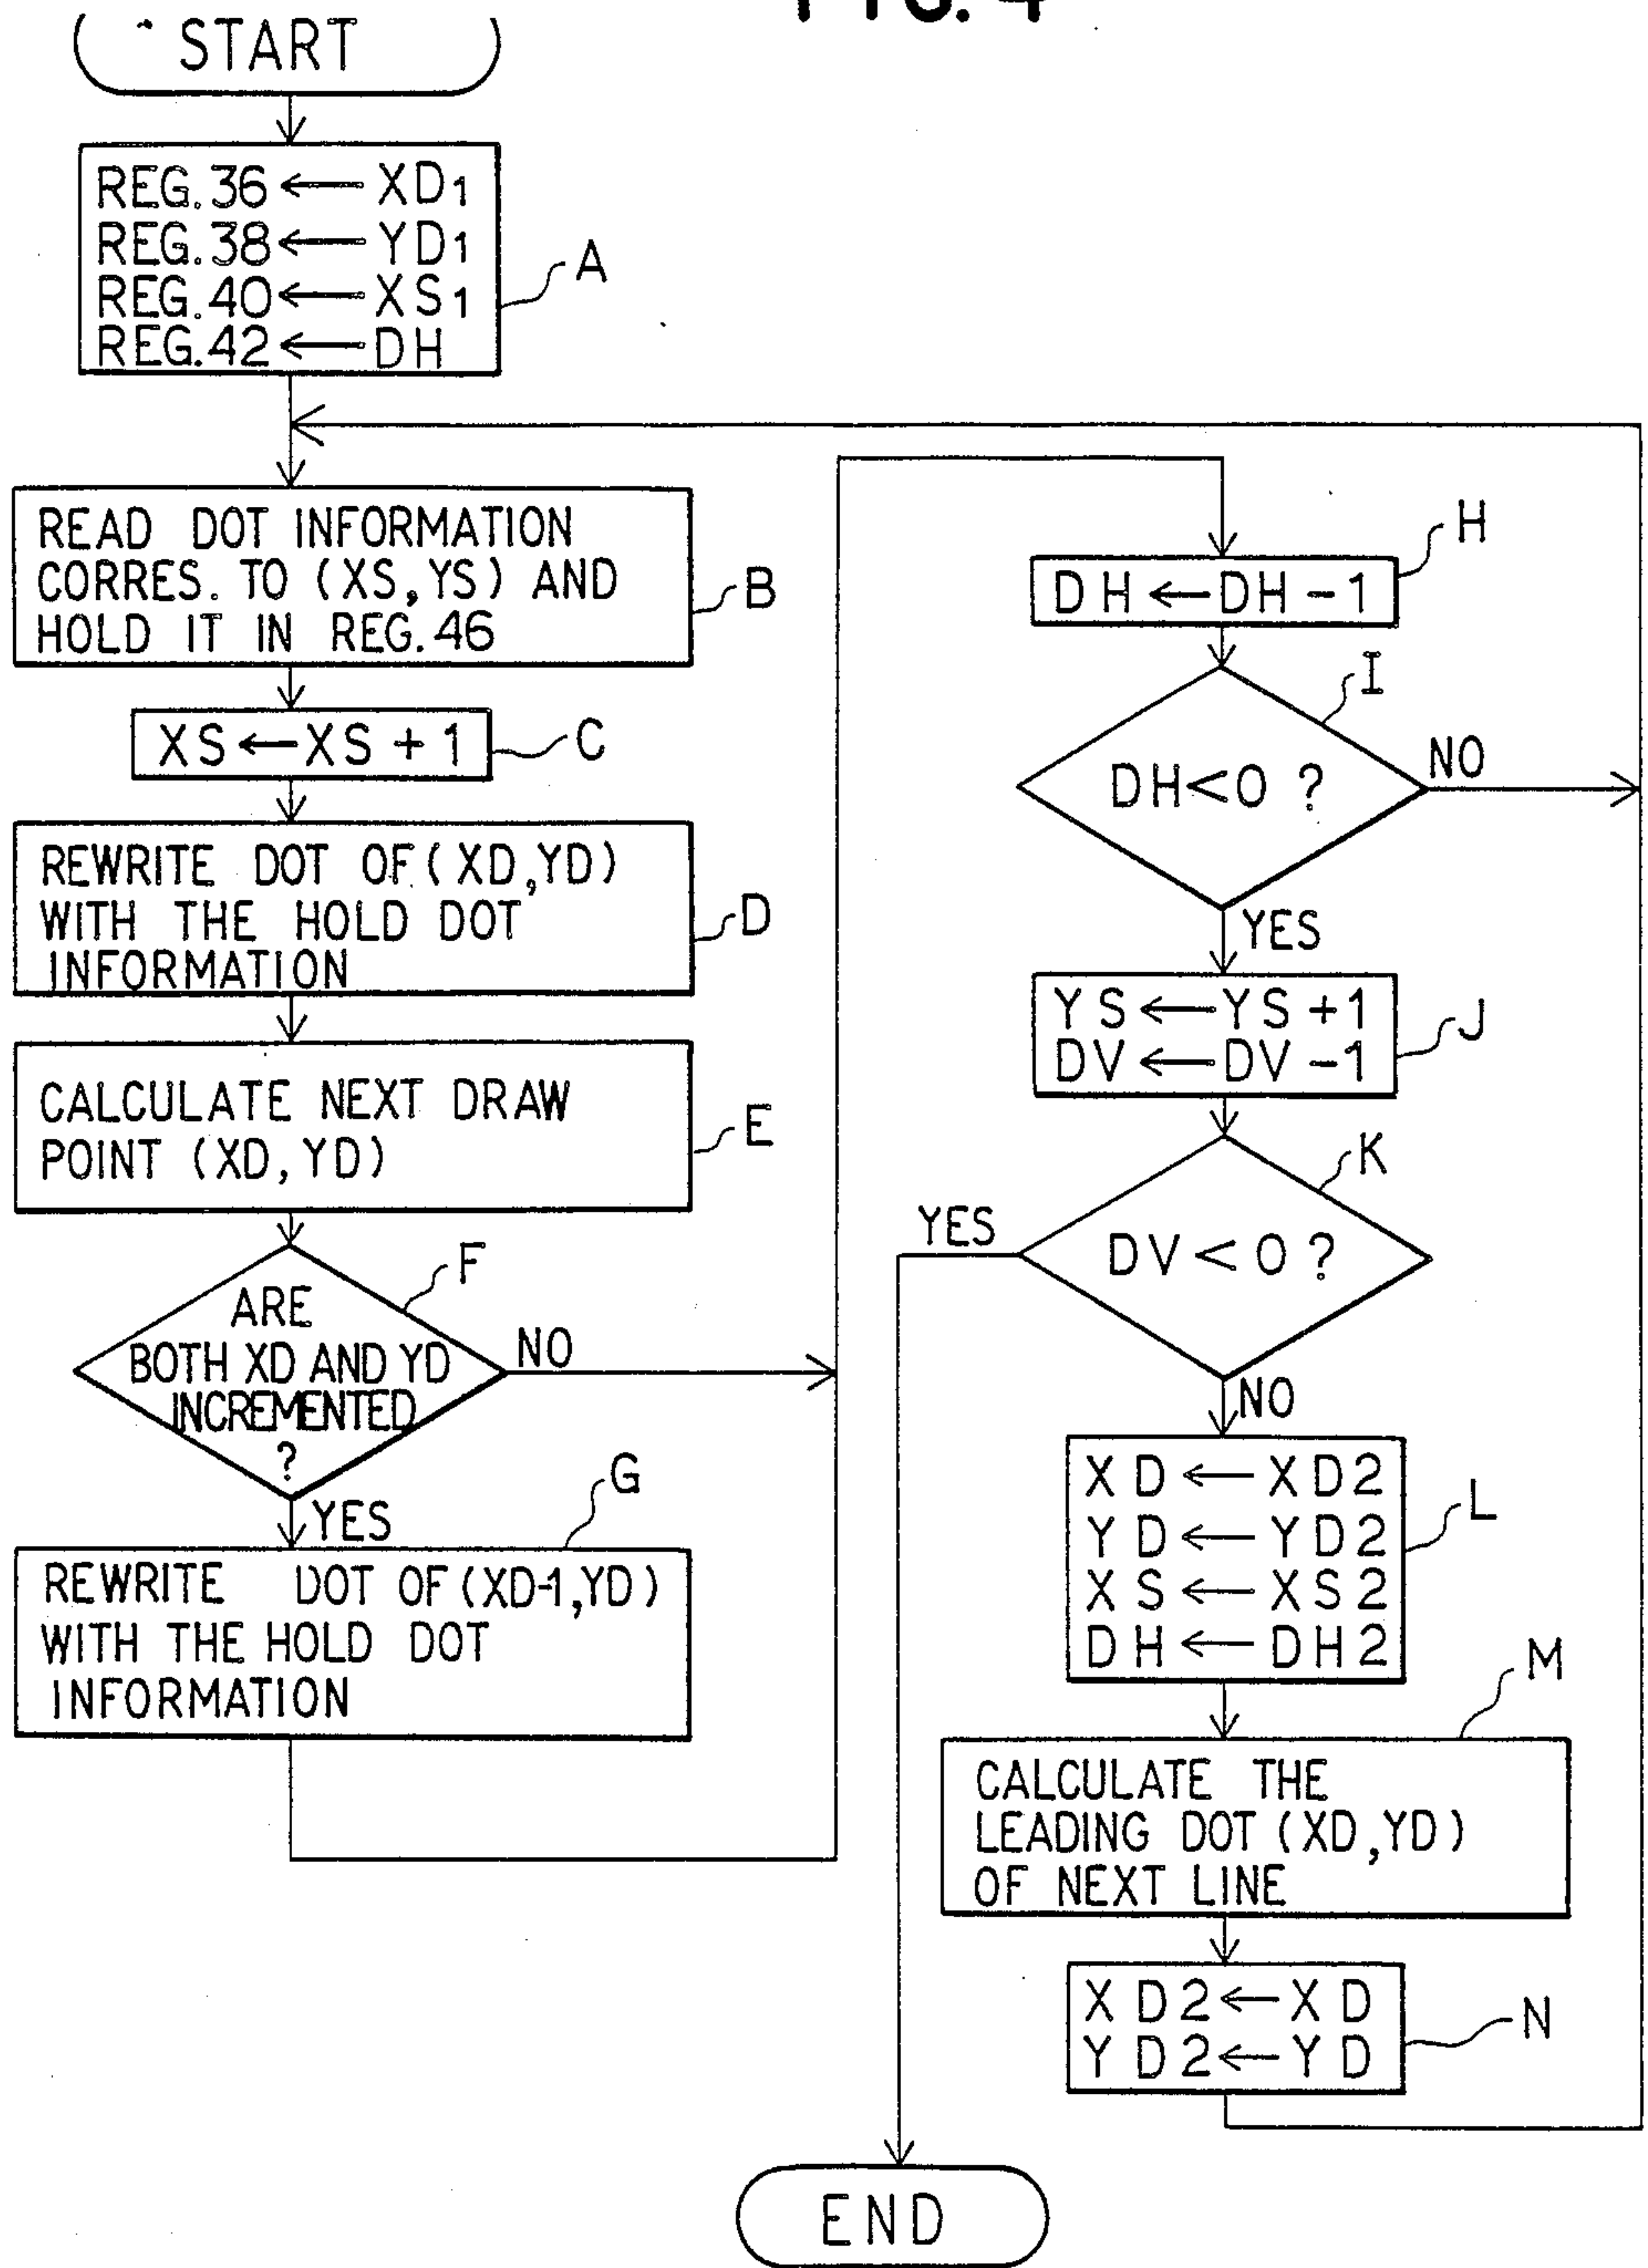 FIG. 4
START
REG.36 ← XD1
REG.38 ← YD1
REG.40 ← XS1
REG.42 ← DH
A
READ DOT INFORMATION
CORRES. TO (XS,YS) AND
HOLD IT IN REG.46
B
XS ← XS + 1
C
REWRITE DOT OF (XD,YD)
WITH THE HOLD DOT
INFORMATION
D
CALCULATE NEXT DRAW
POINT (XD,YD)
E
F
ARE
BOTH XD AND YD
INCREMENTED
?
NO
YES
G
REWRITE DOT OF (XD-1,YD)
WITH THE HOLD DOT
INFORMATION
H
DH ← DH - 1
I
DH < 0 ?
NO
YES
YS ← YS + 1
DV ← DV - 1
J
K
YES
DV < 0 ?
NO
XD ← XD2
YD ← YD2
XS ← XS2
DH ← DH2
L
M
CALCULATE THE
LEADING DOT (XD,YD)
OF NEXT LINE
XD2 ← XD
YD2 ← YD
N
END